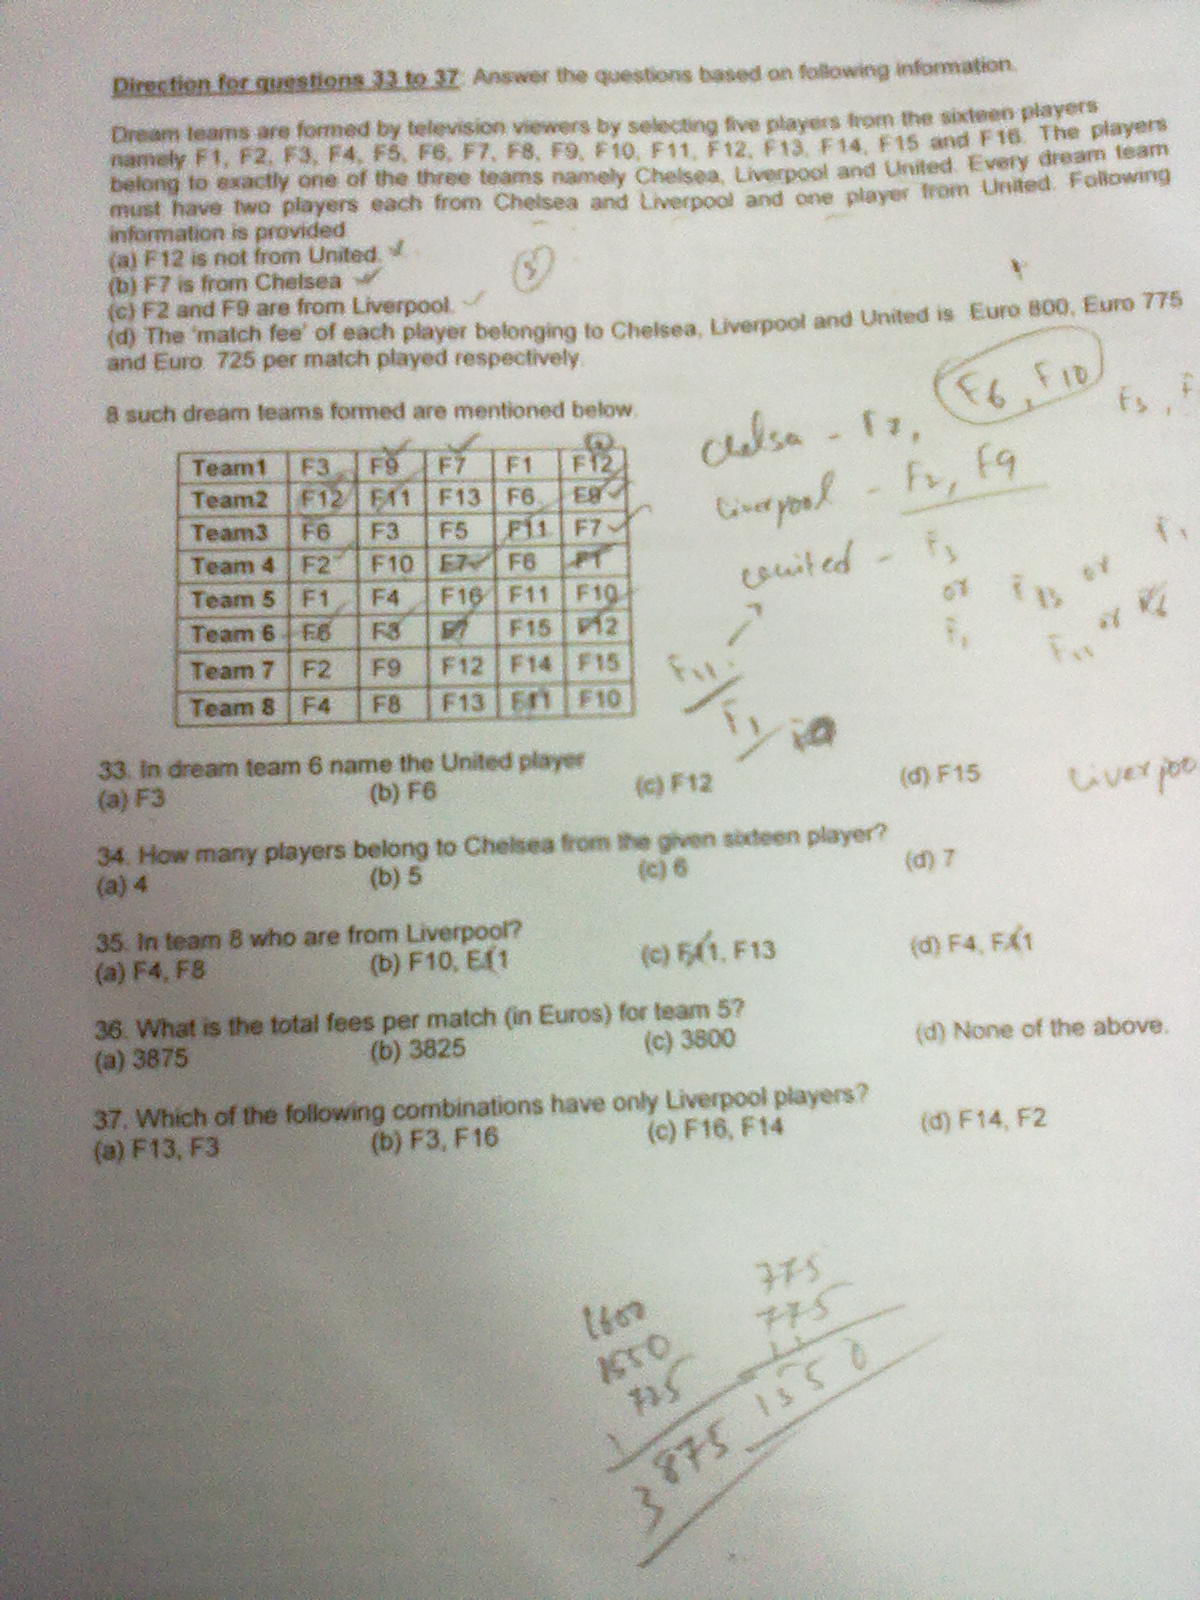 Direction for questions 33 to 37: Answer the questions based on following information.
Dream teams are formed by television viewers by selecting five players from the sixteen players
namely F1, F2, F3, F4, F5, F6, F7, F8, F9, F10, F11, F12, F13, F14, F15 and F16. The players
belong to exactly one of the three teams namely Chelsea, Liverpool and United. Every dream team
must have two players each from Chelsea and Liverpool and one player from United. Following
information is provided
(a) F12 is not from United.
(b) F7 is from Chelsea
(c) F2 and F9 are from Liverpool.
(d) The 'match fee' of each player belonging to Chelsea, Liverpool and United is Euro 800, Euro 775
and Euro. 725 per match played respectively.
8 such dream teams formed are mentioned below.
Team1 F3 F9 F7 F1 F12
Team2 F12 F11 F13 F6
Team3 F6 F3 F5 F11 F7
Team 4 F2 F10 F7 F8 F1
Team 5 F1 F4 F16 F11 F10
Team 6 F6 F3 F7 F15 F12
Team 7 F2 F9 F12 F14 F15
Team 8 F4 F8 F13 F11 F10
F6, F10
Chelsa - F7,
Liverpool - F2, F9
united - F3
or F13 or
F1
F11
F11
F1
Liverpoo
33. In dream team 6 name the United player
(a) F3 (b) F6 (c) F12 (d) F15
34. How many players belong to Chelsea from the given sixteen player?
(a) 4 (b) 5 (c) 6 (d) 7
35. In team 8 who are from Liverpool?
(a) F4, F8 (b) F10, F11 (c) F11, F13 (d) F4, F11
36. What is the total fees per match (in Euros) for team 5?
(a) 3875 (b) 3825 (c) 3800 (d) None of the above.
37. Which of the following combinations have only Liverpool players?
(a) F13, F3 (b) F3, F16 (c) F16, F14 (d) F14, F2
775
775
1550
1600
1550
725
3875